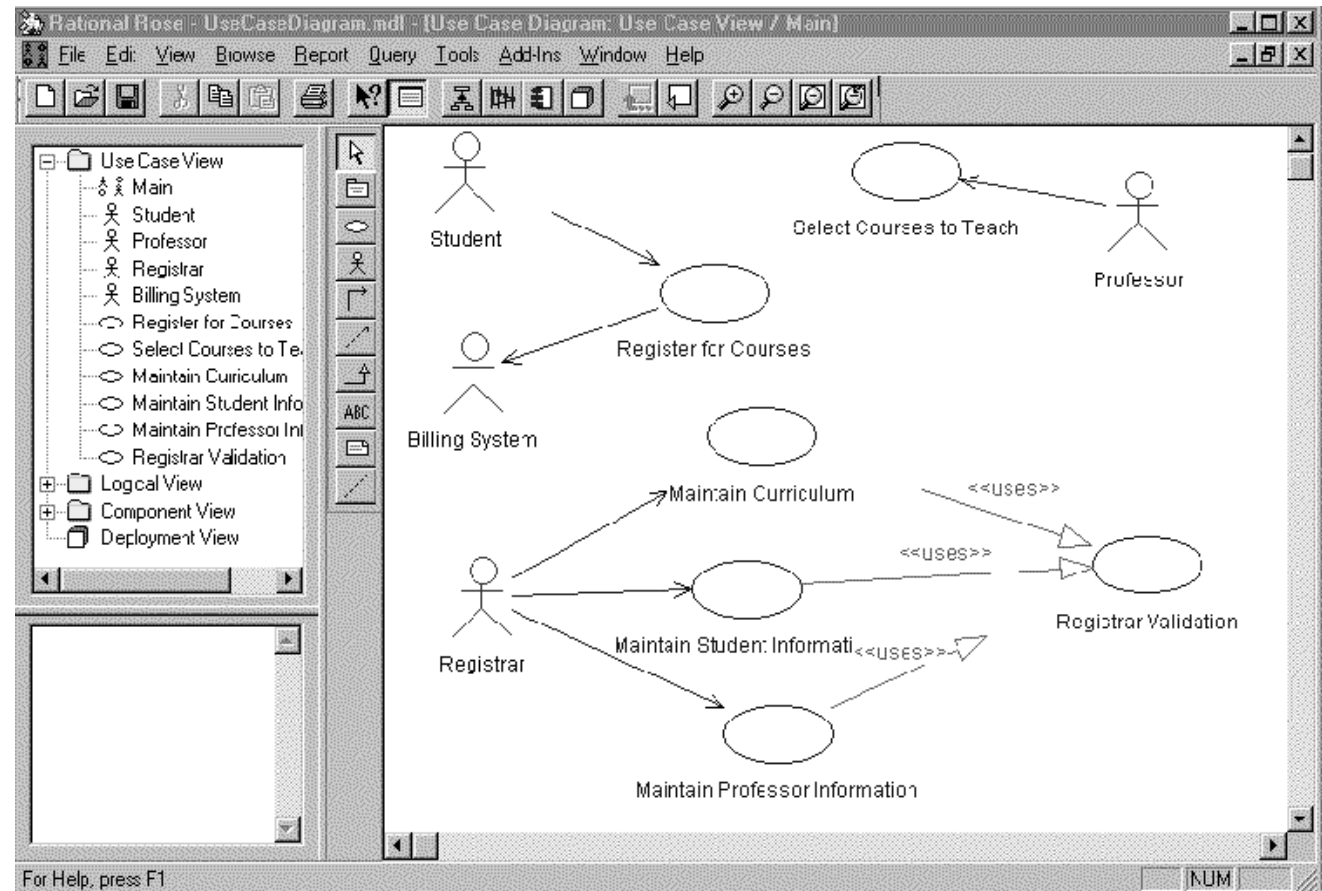 Rational Rose - UseCaseDiagram.mdl - [Use Case Diagram: Use Case View / Main]
File Edit View Browse Report Query Tools Add-Ins Window Help
Use Case View
Main
Student
Professor
Registrar
Billing System
Register for Courses
Select Courses to Te
Maintain Curriculum
Maintain Student Info
Maintain Professor Inf
Registrar Validation
Logical View
Component View
Deployment View
ABC
Student
Select Courses to Teach
Professor
Register for Courses
Billing System
Maintain Curriculum
<<uses>>
<<uses>>
Registrar Validation
Maintain Student Informati
<<uses>>
Registrar
Maintain Professor Information
For Help, press F1
NUM